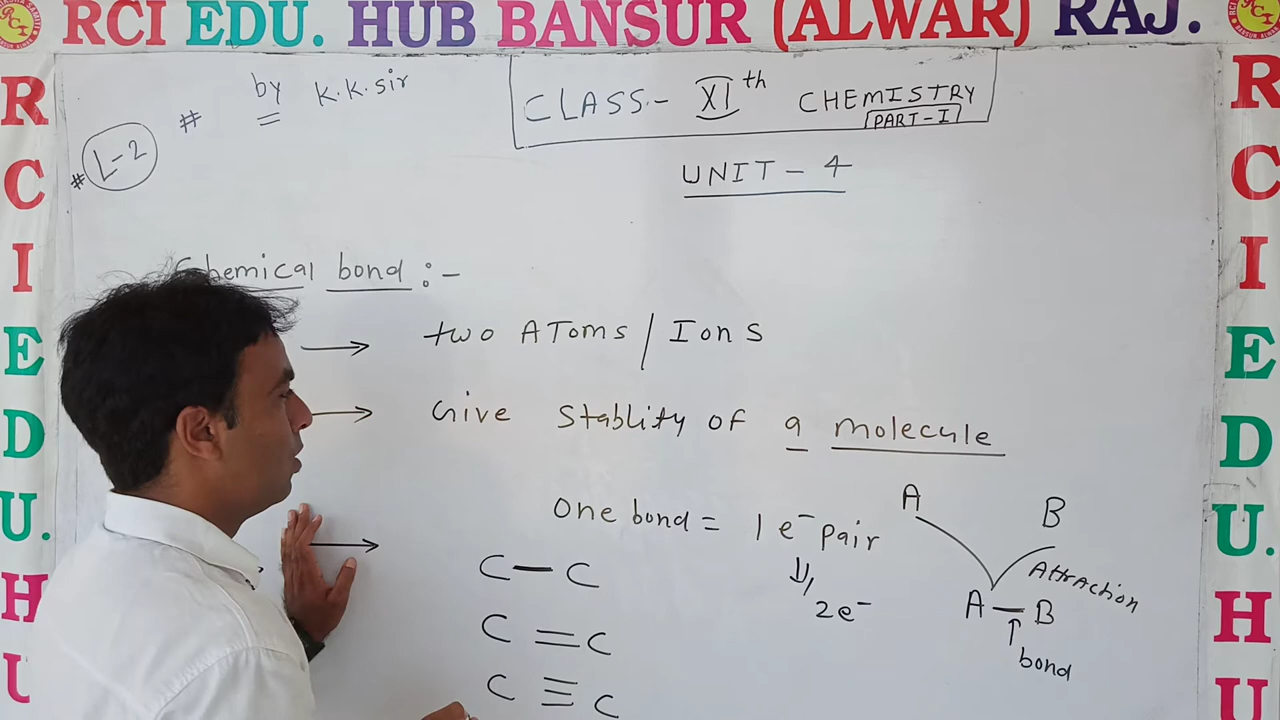 RCI EDU. HUB BANSUR (ALWAR) RAJ.
# by K.K.Sir
CLASS:- XIth CHEMISTRY
PART-I
# L-2
UNIT - 4
Chemical bond :-
→ two AToms / Ions
→ Give Stablity of a molecule
→ One bond = 1 e⁻ pair
2e⁻
C - C
C = C
C ≡ C
A B
Attraction
A - B
bond
R
C
I
E
D
U.
H
U
R
C
I
E
D
U.
H
U